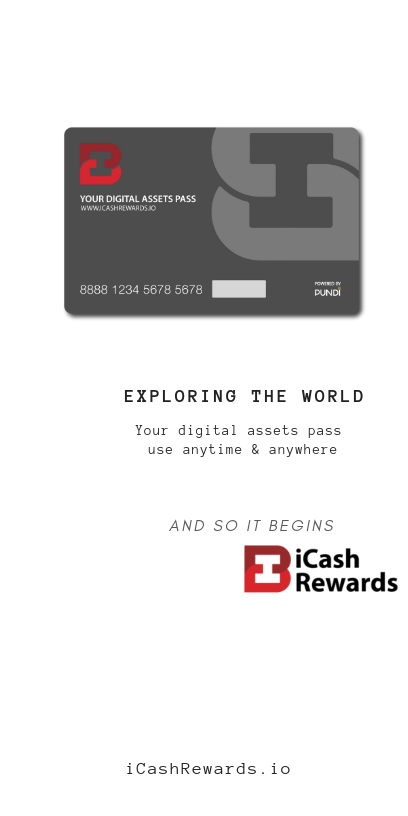 YOUR DIGITAL ASSETS PASS
WWW.ICASHREWARDS.IO
8888 1234 5678 5678
POWERED BY
PUNDI
EXPLORING THE WORLD
Your digital assets pass
use anytime & anywhere
AND SO IT BEGINS
iCash
Rewards
iCashRewards.io